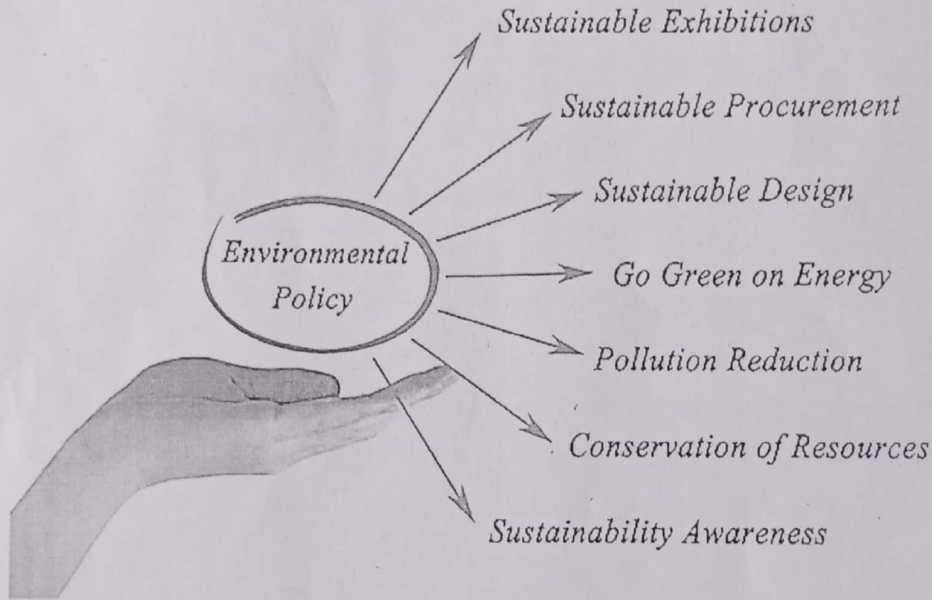 Sustainable Exhibitions
Sustainable Procurement
Sustainable Design
Environmental
Policy
Go Green on Energy
Pollution Reduction
Conservation of Resources
Sustainability Awareness